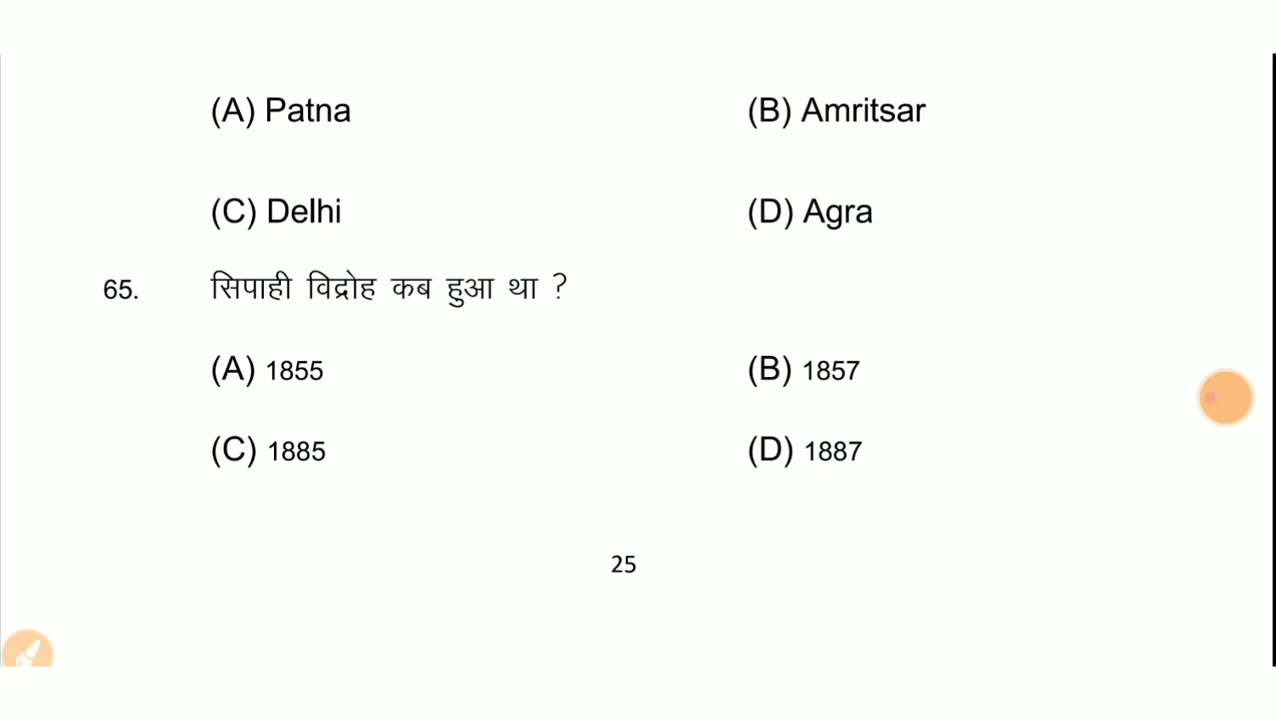 (A) Patna (B) Amritsar
(C) Delhi (D) Agra
65. सिपाही विद्रोह कब हुआ था ?
(A) 1855 (B) 1857
(C) 1885 (D) 1887
25